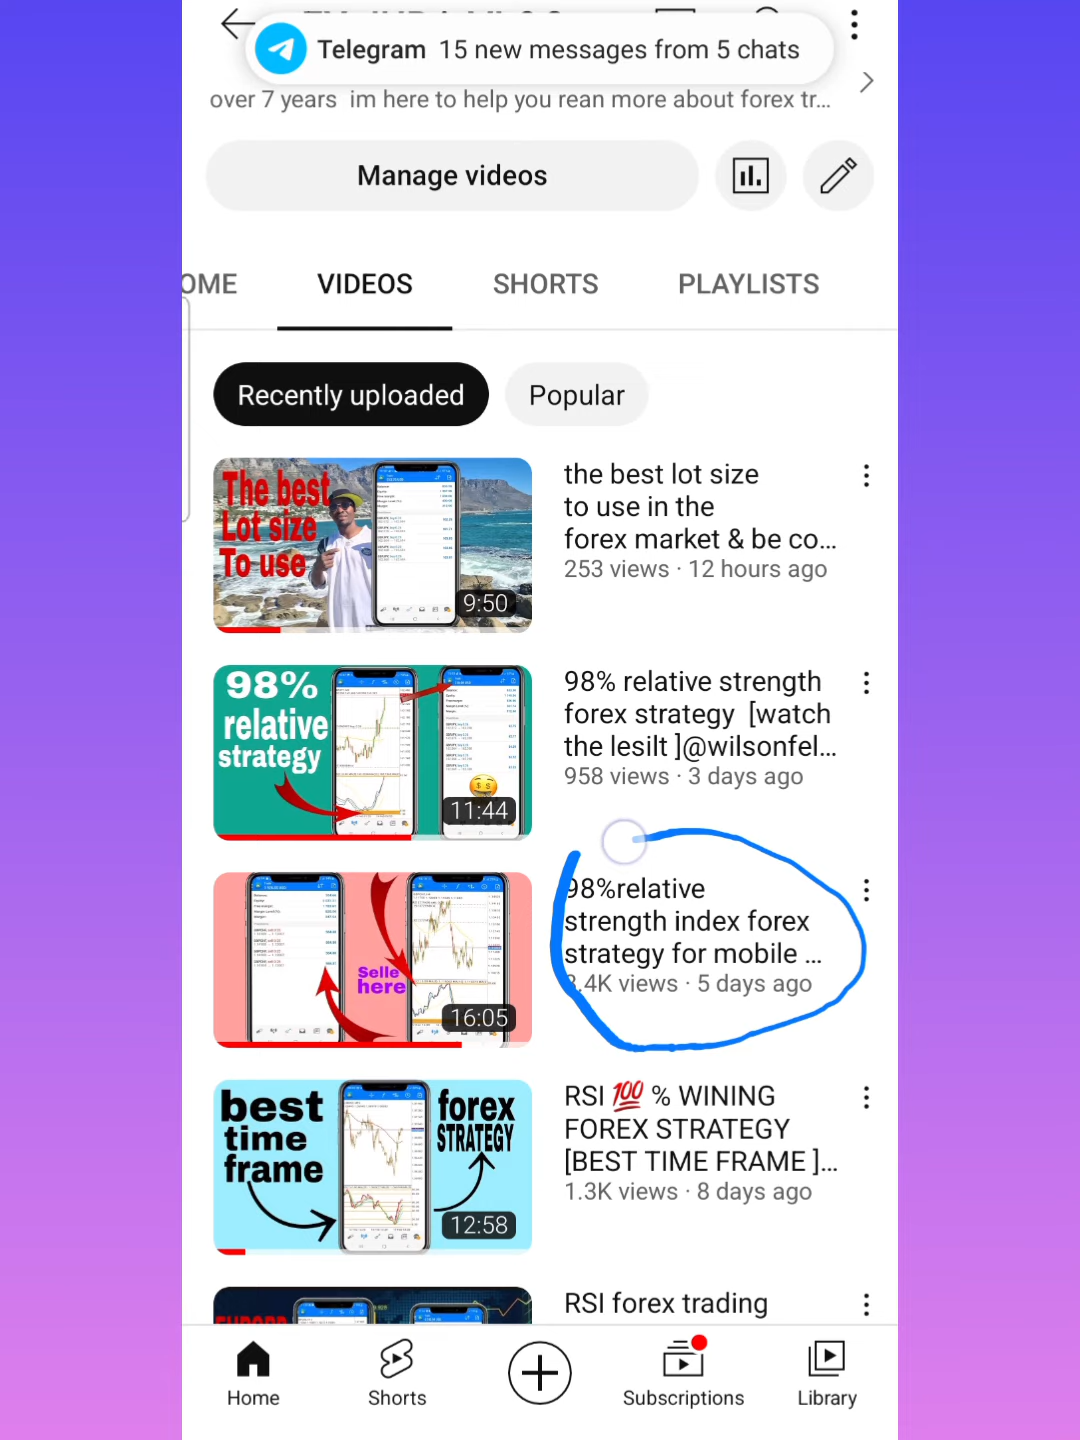 Telegram 15 new messages from 5 chats
over 7 years im here to help you rean more about forex tr...
Manage videos
OME VIDEOS SHORTS PLAYLISTS
Recently uploaded Popular
The best
Lot size
To use
9:50
the best lot size
to use in the
forex market & be co...
253 views · 12 hours ago
98%
relative
strategy
11:44
98% relative strength
forex strategy [watch
the lesilt ]@wilsonfel...
958 views · 3 days ago
Selle
here
16:05
98%relative
strength index forex
strategy for mobile ...
.4K views · 5 days ago
best
time
frame
forex
STRATEGY
12:58
RSI 💯 % WINING
FOREX STRATEGY
[BEST TIME FRAME ]...
1.3K views · 8 days ago
RSI forex trading
Home Shorts Subscriptions Library